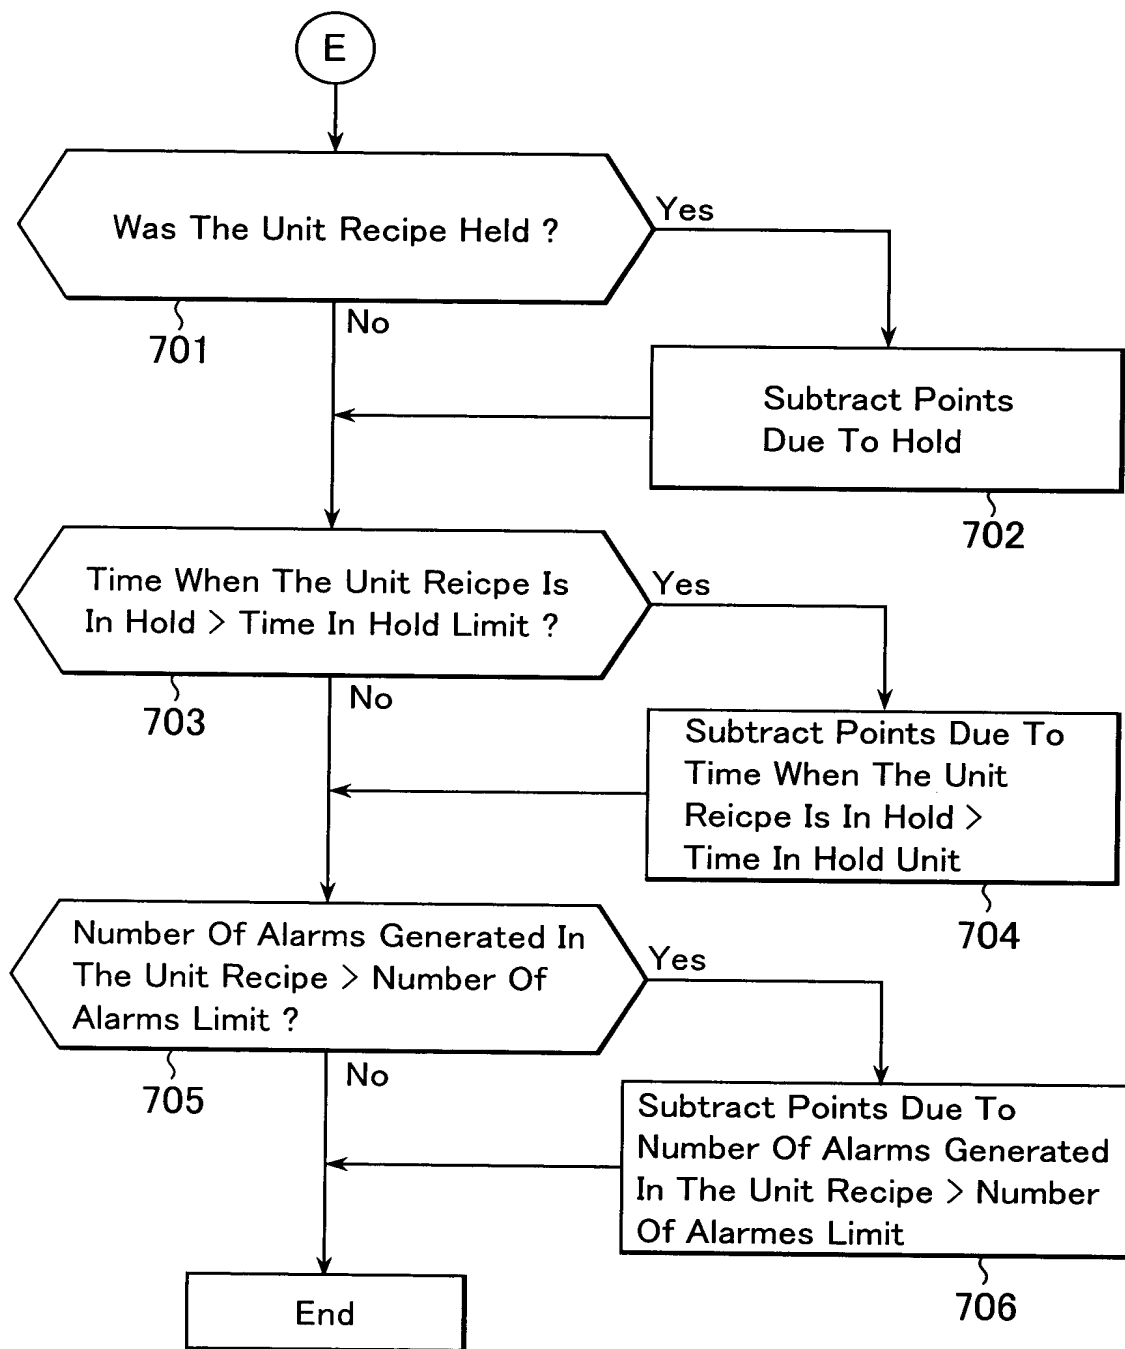 E
Was The Unit Recipe Held ?
Yes
No
701
Subtract Points
Due To Hold
702
Time When The Unit Reicpe Is
In Hold > Time In Hold Limit ?
Yes
No
703
Subtract Points Due To
Time When The Unit
Reicpe Is In Hold >
Time In Hold Unit
704
Number Of Alarms Generated In
The Unit Recipe > Number Of
Alarms Limit ?
Yes
No
705
Subtract Points Due To
Number Of Alarms Generated
In The Unit Recipe > Number
Of Alarmes Limit
706
End